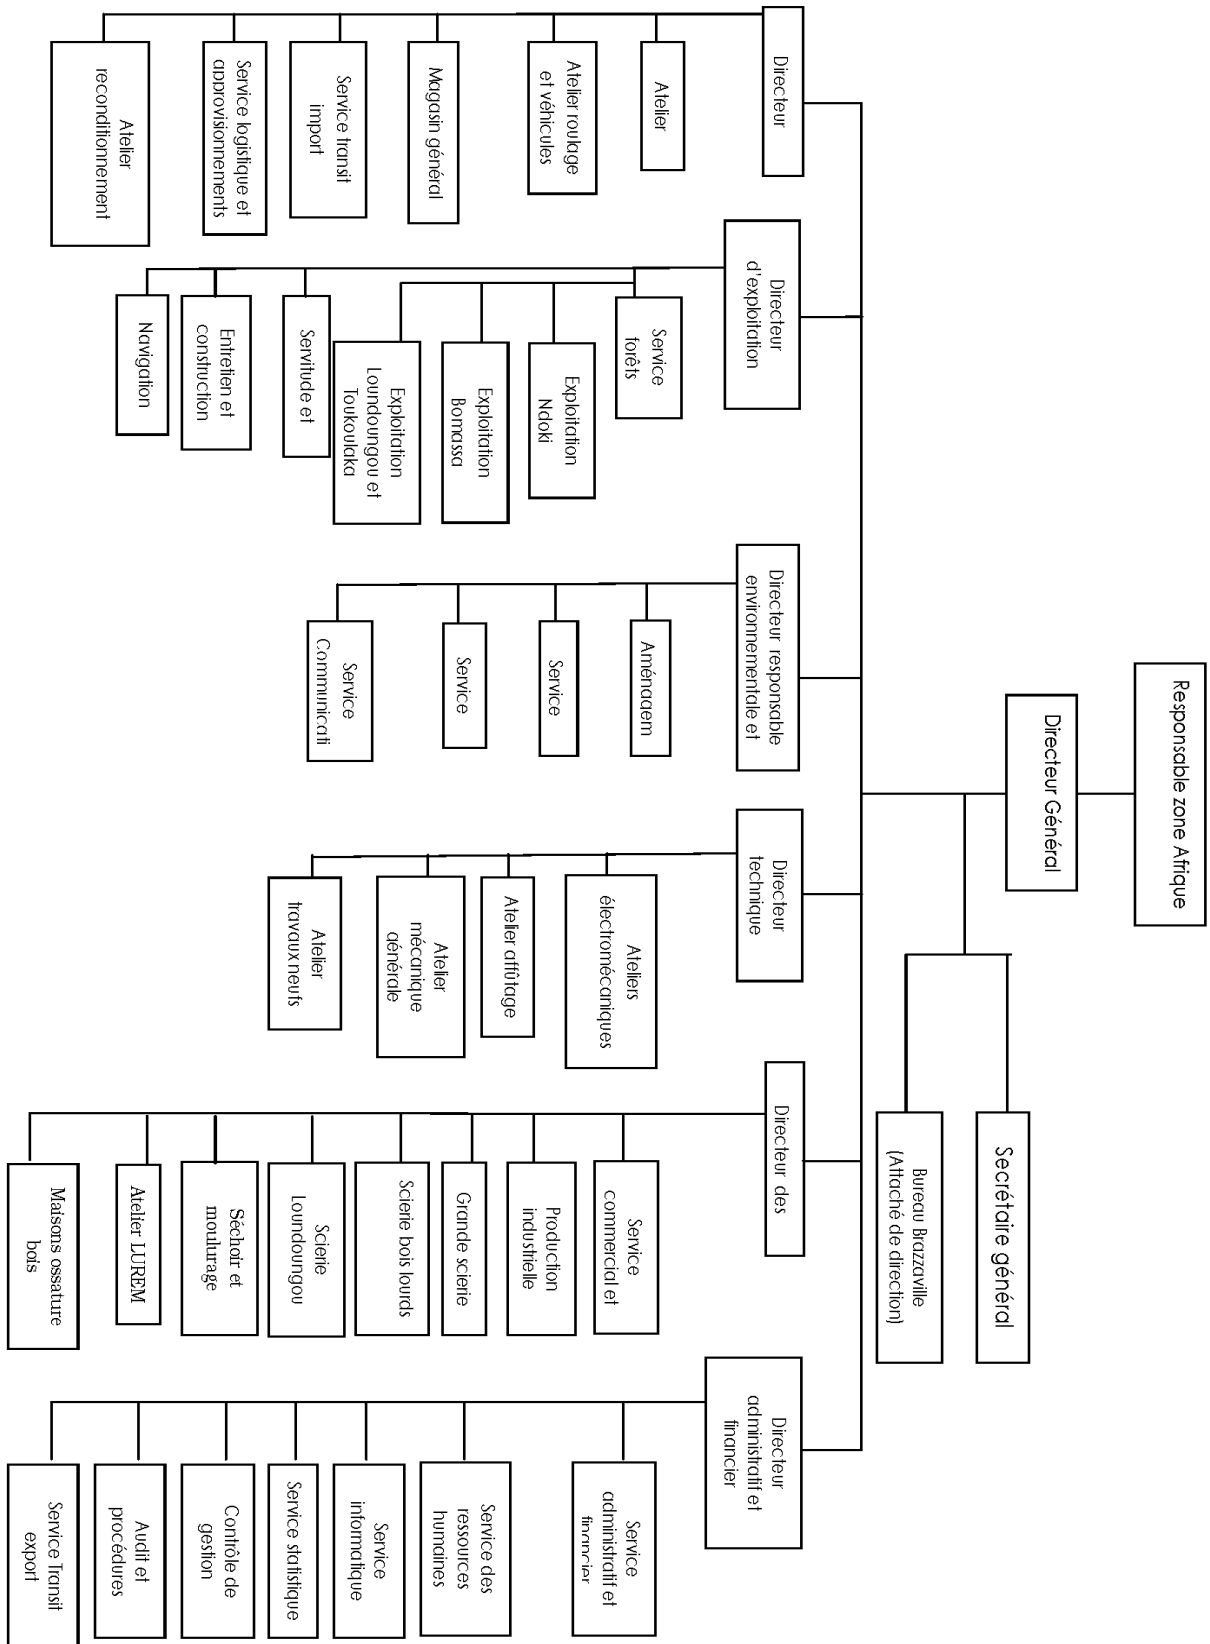 Responsable zone Afrique
Directeur Général
Secrétaire général
Bureau Brazzaville
(Attaché de direction)
Directeur
Atelier
Atelier roulage
et véhicules
Magasin général
Service transit
import
Service logistique et
approvisionnements
Atelier
reconditionnement
Directeur
d'exploitation
Service
forêts
Exploitation
Ndoki
Exploitation
Bomassa
Exploitation
Loundoungou et
Toukoulaka
Servitude et
Entretien et
construction
Navigation
Directeur responsable
environnementale et
Aménagem
Service
Service
Service
Communicati
Directeur
technique
Ateliers
électromécaniques
Atelier affûtage
Atelier
mécanique
générale
Atelier
travaux neufs
Directeur des
Service
commercial et
Production
industrielle
Grande scierie
Scierie bois lourds
Scierie
Loundoungou
Séchoir et
moulurage
Atelier LUREM
Maisons ossature
bois
Directeur
administratif et
financier
Service
administratif et
financier
Service des
ressources
humaines
Service
informatique
Service statistique
Contrôle de
gestion
Audit et
procédures
Service Transit
export